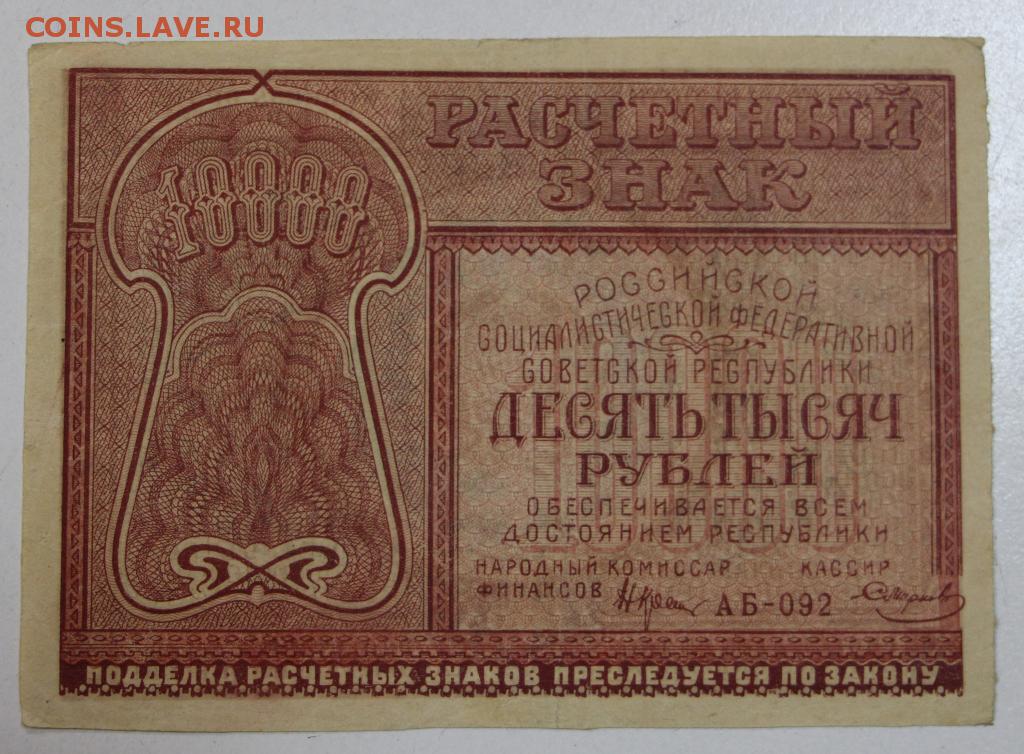 COINS.LAVE.RU
РАСЧЕТНЫЙ
ЗНАК
10000
РОССИЙСКОЙ
СОЦИАЛИСТИЧЕСКОЙ ФЕДЕРАТИВНОЙ
СОВЕТСКОЙ РЕСПУБЛИКИ
ДЕСЯТЬ ТЫСЯЧ
РУБЛЕЙ
ОБЕСПЕЧИВАЕТСЯ ВСЕМ
ДОСТОЯНИЕМ РЕСПУБЛИКИ
НАРОДНЫЙ КОМИССАР КАССИР
ФИНАНСОВ АБ-092
ПОДДЕЛКА РАСЧЕТНЫХ ЗНАКОВ ПРЕСЛЕДУЕТСЯ ПО ЗАКОНУ